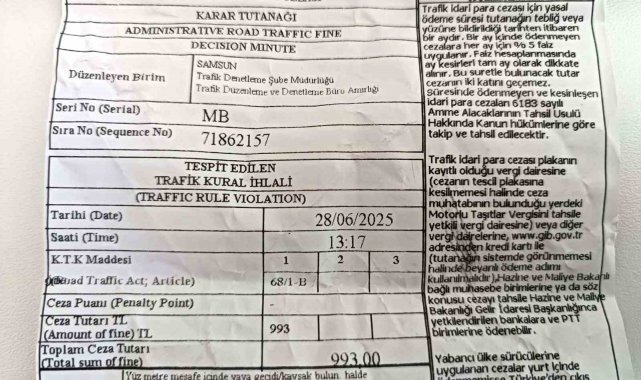 KARAR TUTANAĞI
ADMINISTRATIVE ROAD TRAFFIC FINE
DECISION MINUTE
Düzenleyen Birim
SAMSUN
Trafik Denetleme Şube Müdürlüğü
Trafik Düzenleme ve Denetleme Büro Amirliği
Seri No (Serial)
MB
Sıra No (Sequence No)
71862157
TESPİT EDİLEN
TRAFİK KURAL İHLALİ
(TRAFFIC RULE VIOLATION)
Tarihi (Date)
28/06/2025
Saati (Time)
13:17
K.T.K Maddesi
1 2 3
Road Traffic Act; Article)
68/1-B
Ceza Puanı (Penalty Point)
-
Ceza Tutarı TL
(Amount of fine) TL
993
Toplam Ceza Tutarı
(Total sum of fine)
993,00
Yüz metre mesafe içinde yaya geçidi/kavşak bulun. halde
Trafik idari para cezası için yasal
ödeme süresi tutanağın tebliğ veya
yüzüne bildirildiği tarihten itibaren
bir aydır. Bir ay içinde ödenmeyen
cezalara her ay için % 5 faiz
uygulanır. Faiz hesaplanmasında
ay kesirleri tam ay olarak dikkate
alınır. Bu suretle bulunacak tutar
cezanın iki katını geçemez.
Süresinde ödenmeyen ve kesinleşen
idari para cezaları 6183 sayılı
Amme Alacaklarının Tahsil Usulü
Hakkında Kanun hükümlerine göre
takip ve tahsil edilecektir.
Trafik idari para cezası plakanın
kayıtlı olduğu vergi dairesine
(cezanın tescil plakasına
kesilmemesi halinde ceza
muhatabının bulunduğu yerdeki
Motorlu Taşıtlar Vergisini tahsile
yetkili vergi dairesine) veya diğer
vergi dairelerine, www.gib.gov.tr
adresinden kredi kartı ile
(tutanağın sistemde görünmemesi
halinde beyanlı ödeme adımı
kullanılmalıdır),Hazine ve Maliye Bakanlığı
bağlı muhasebe birimlerine ya da söz
konusu cezayı tahsile Hazine ve Maliye
Bakanlığı Gelir İdaresi Başkanlığınca
yetkilendirilen bankalara ve PTT
birimlerine ödenebilir.
Yabancı ülke sürücülerine
uygulanan cezalar yurt içinde